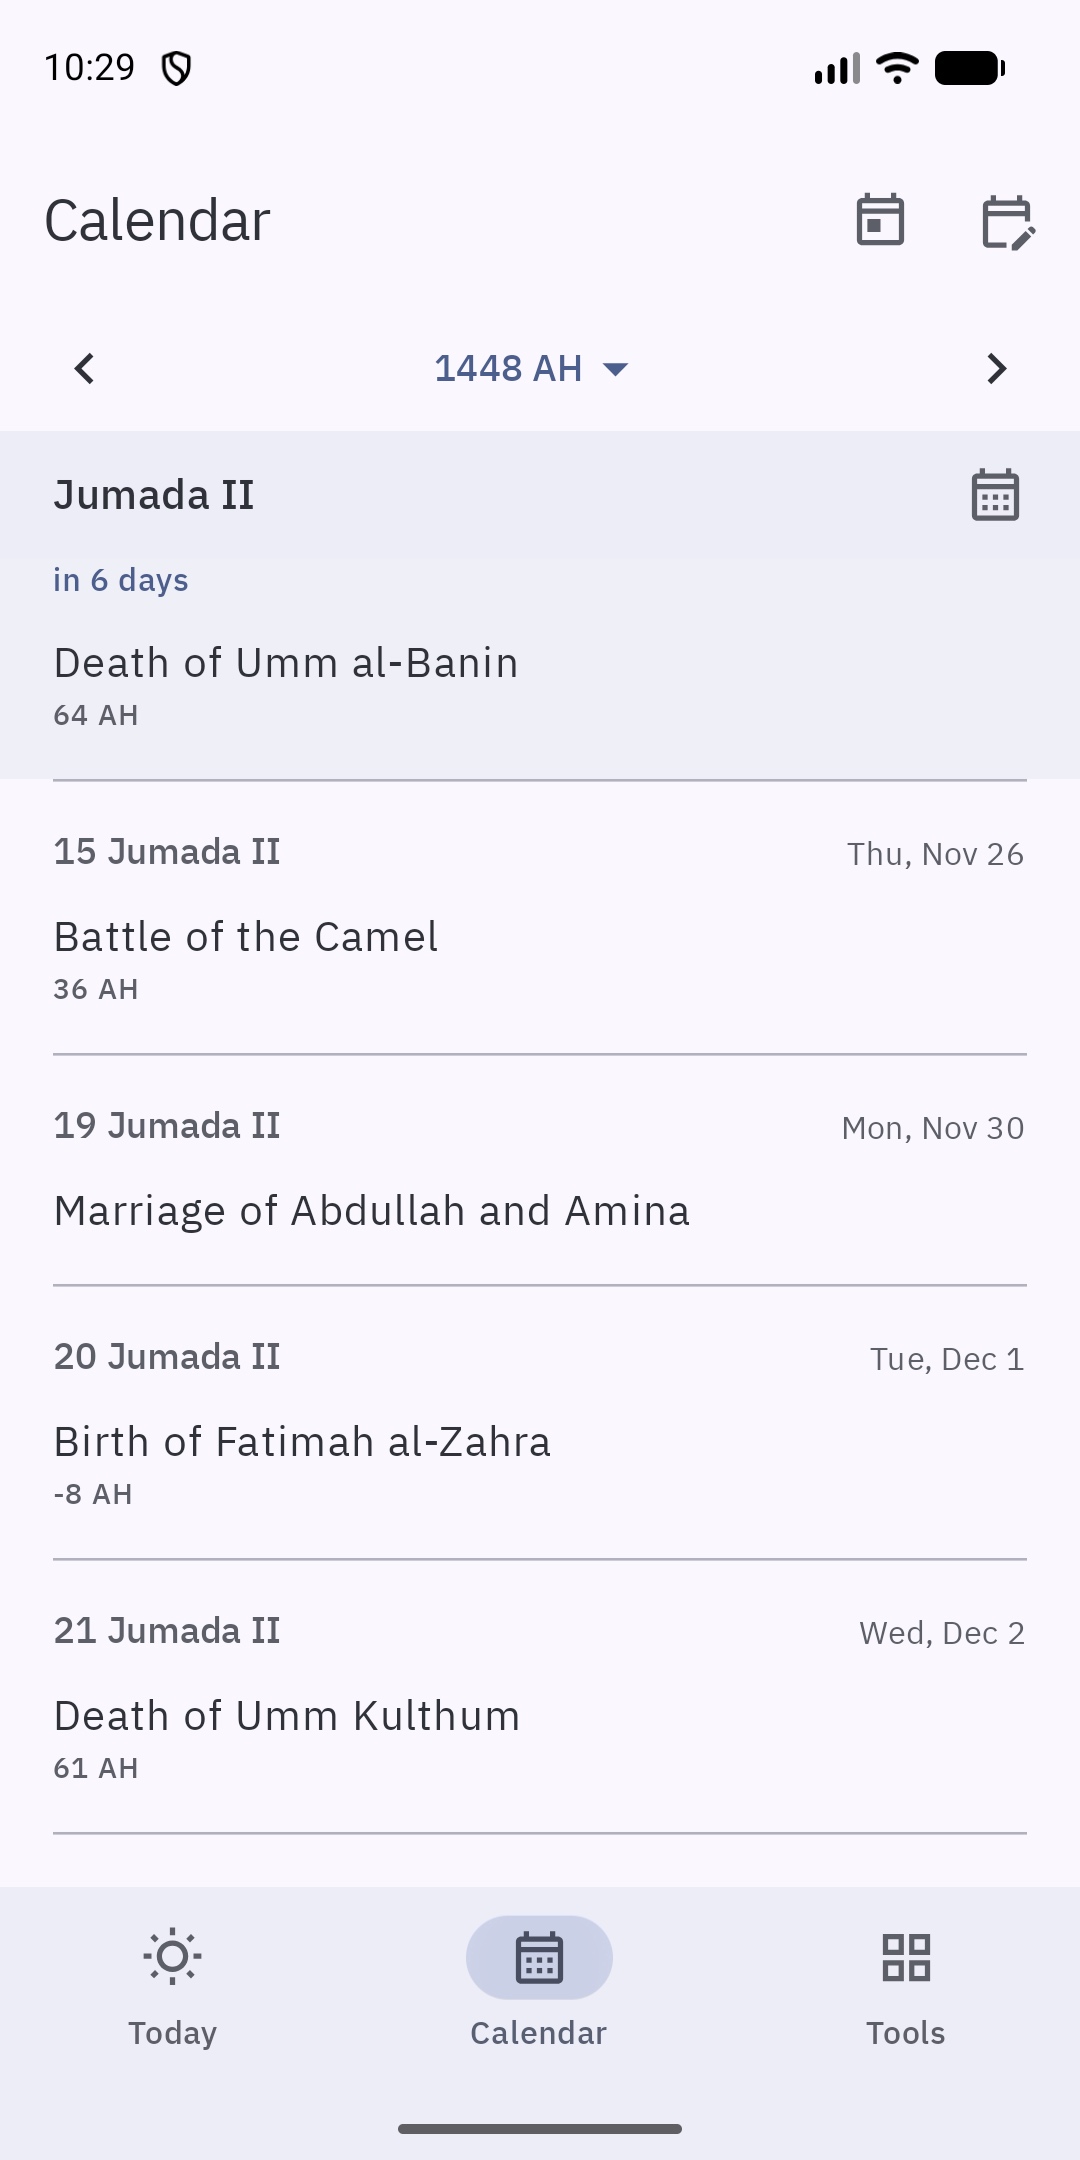 10:29
Calendar
1448 AH
Jumada II
in 6 days
Death of Umm al-Banin
64 AH
15 Jumada II
Thu, Nov 26
Battle of the Camel
36 AH
19 Jumada II
Mon, Nov 30
Marriage of Abdullah and Amina
20 Jumada II
Tue, Dec 1
Birth of Fatimah al-Zahra
-8 AH
21 Jumada II
Wed, Dec 2
Death of Umm Kulthum
61 AH
Today
Calendar
Tools